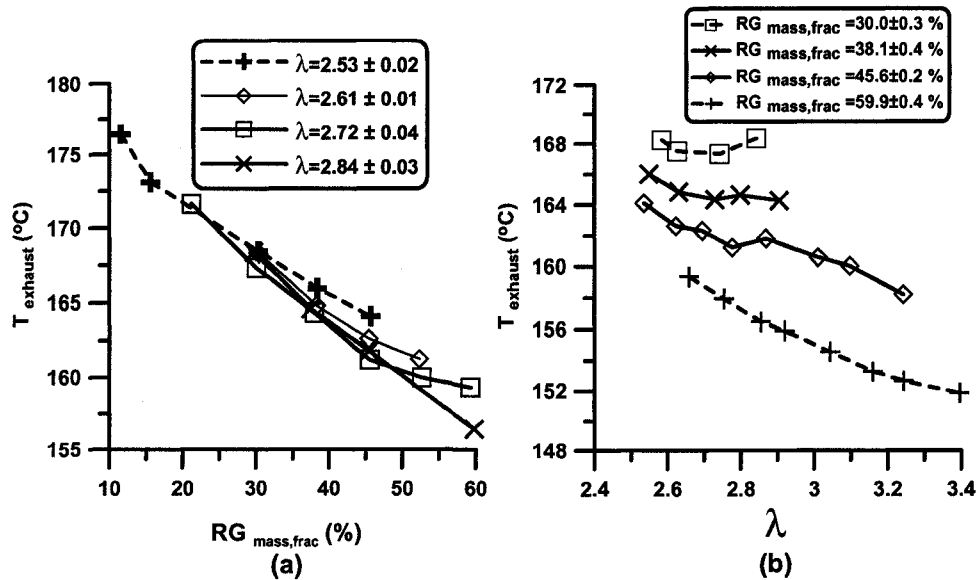 λ=2.53 ± 0.02
λ=2.61 ± 0.01
λ=2.72 ± 0.04
λ=2.84 ± 0.03
180
175
170
165
160
155
T exhaust (ºC)
10 20 30 40 50 60
RG mass,frac (%)
(a)
RG mass,frac =30.0±0.3 %
RG mass,frac =38.1±0.4 %
RG mass,frac =45.6±0.2 %
RG mass,frac =59.9±0.4 %
172
168
164
160
156
152
148
T exhaust (ºC)
2.4 2.6 2.8 3 3.2 3.4
λ
(b)